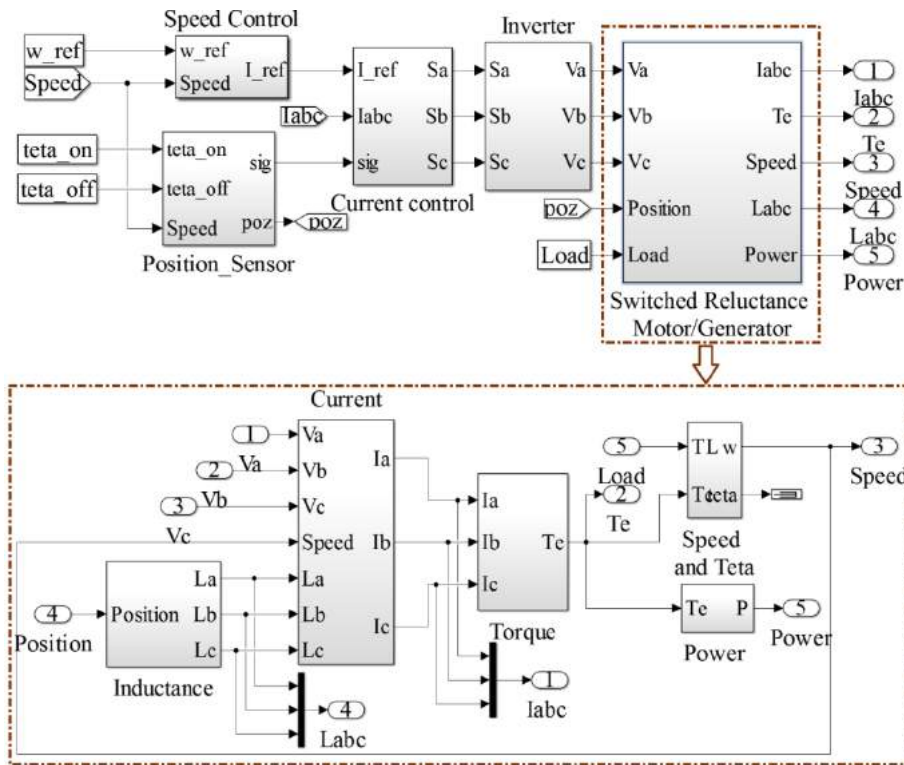 Speed Control
w_ref
w_ref
I_ref
Speed
Speed
teta_on
teta_on
sig
teta_off
teta_off
Speed
poz
poz
Position_Sensor
I_ref
Sa
Iabc
Iabc
Sb
sig
Sc
Current control
Inverter
Sa
Va
Sb
Vb
Sc
Vc
poz
Load
Va
Iabc
Vb
Te
Vc
Speed
Position
Labc
Load
Power
Switched Reluctance
Motor/Generator
1
Iabc
2
Te
3
Speed
4
Labc
5
Power
Current
1
Va
2
Vb
3
Vc
Va
Ia
Vb
Vc
Speed
Ib
La
Lb
Ic
Lc
4
Position
Position
La
Lb
Lc
Inductance
4
Labc
Ia
Ib
Te
Ic
Torque
1
Iabc
5
Load
2
Te
TL w
Te teta
Speed
and Teta
3
Speed
Te P
Power
5
Power